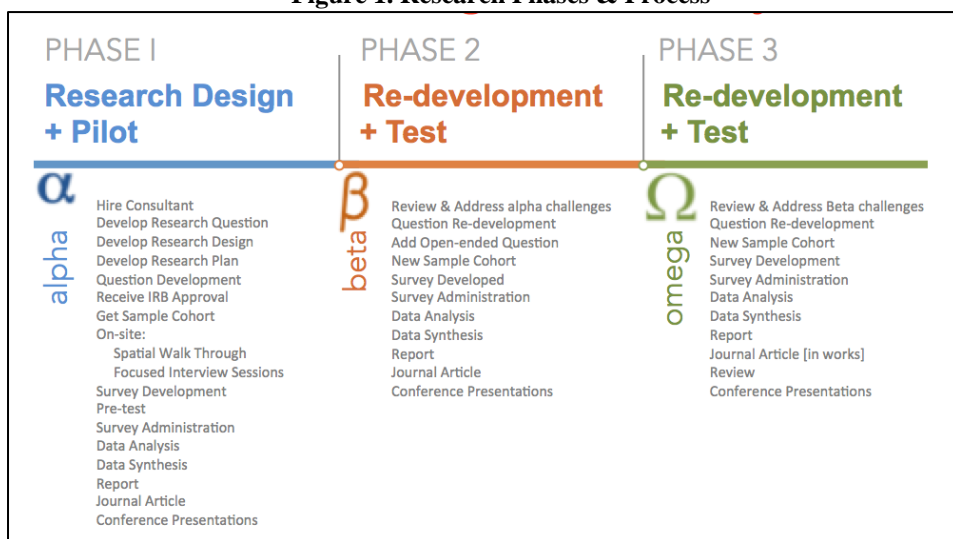 Figure 1. Research Phases & Process
PHASE I
Research Design
+ Pilot
α
alpha
Hire Consultant
Develop Research Question
Develop Research Design
Develop Research Plan
Question Development
Receive IRB Approval
Get Sample Cohort
On-site:
Spatial Walk Through
Focused Interview Sessions
Survey Development
Pre-test
Survey Administration
Data Analysis
Data Synthesis
Report
Journal Article
Conference Presentations
PHASE 2
Re-development
+ Test
β
beta
Review & Address alpha challenges
Question Re-development
Add Open-ended Question
New Sample Cohort
Survey Developed
Survey Administration
Data Analysis
Data Synthesis
Report
Journal Article
Conference Presentations
PHASE 3
Re-development
+ Test
Ω
omega
Review & Address Beta challenges
Question Re-development
New Sample Cohort
Survey Development
Survey Administration
Data Analysis
Data Synthesis
Report
Journal Article [in works]
Review
Conference Presentations